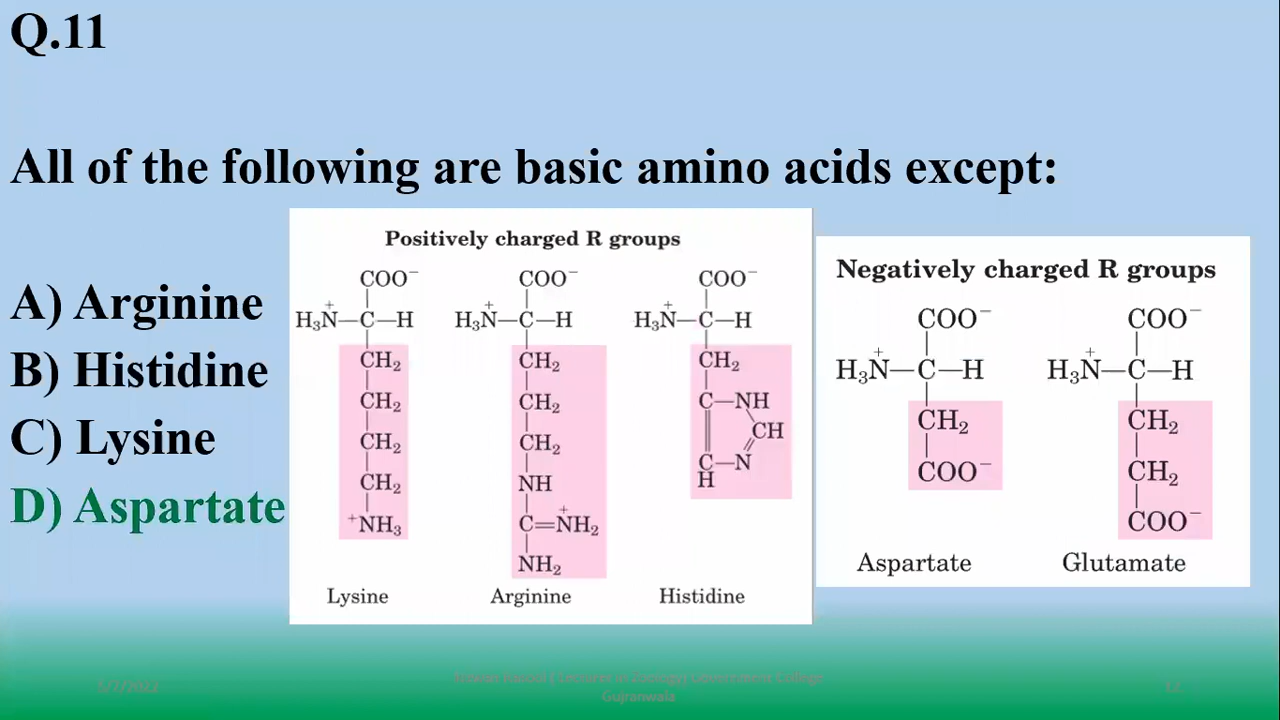 Q.11
All of the following are basic amino acids except:
A) Arginine
B) Histidine
C) Lysine
D) Aspartate
Positively charged R groups
COO⁻ COO⁻ COO⁻
H₃N⁺—C—H H₃N⁺—C—H H₃N⁺—C—H
CH₂ CH₂ CH₂
CH₂ CH₂ C—NH
CH
CH₂ CH₂ C—N
H
CH₂ NH
⁺NH₃ C=N⁺H₂
NH₂
Lysine Arginine Histidine
Negatively charged R groups
COO⁻ COO⁻
H₃N⁺—C—H H₃N⁺—C—H
CH₂ CH₂
COO⁻ CH₂
COO⁻
Aspartate Glutamate
5/7/2022
Lecturer in Zoology) Government College
Gujranwala